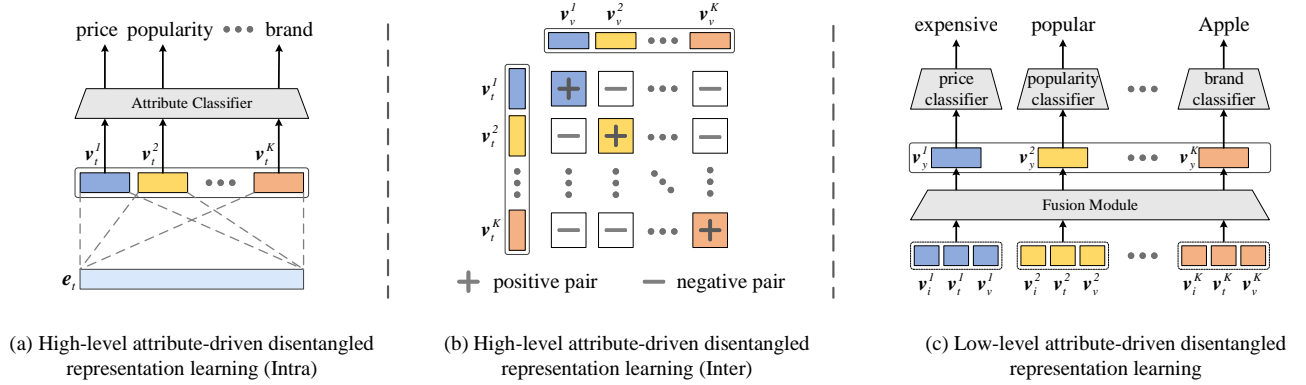 price popularity brand
Attribute Classifier
v_t^1 v_t^2 v_t^K
e_t
(a) High-level attribute-driven disentangled
representation learning (Intra)
v_v^1 v_v^2 v_v^K
v_t^1
v_t^2
v_t^K
positive pair negative pair
(b) High-level attribute-driven disentangled
representation learning (Inter)
expensive popular Apple
price
classifier
popularity
classifier
brand
classifier
v_y^1 v_y^2 v_y^K
Fusion Module
v_i^1 v_t^1 v_v^1 v_i^2 v_t^2 v_v^2 v_i^K v_t^K v_v^K
(c) Low-level attribute-driven disentangled
representation learning